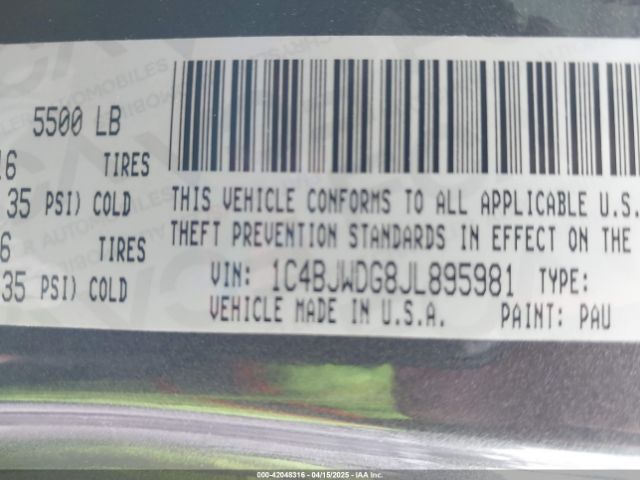 5500 LB
16 TIRES
35 PSI) COLD
6 TIRES
35 PSI) COLD
THIS VEHICLE CONFORMS TO ALL APPLICABLE U.S.
THEFT PREVENTION STANDARDS IN EFFECT ON THE
VIN: 1C4BJWDG8JL895981 TYPE:
VEHICLE MADE IN U.S.A. PAINT: PAU
000-42048316 - 04/15/2025 - IAAI.COM